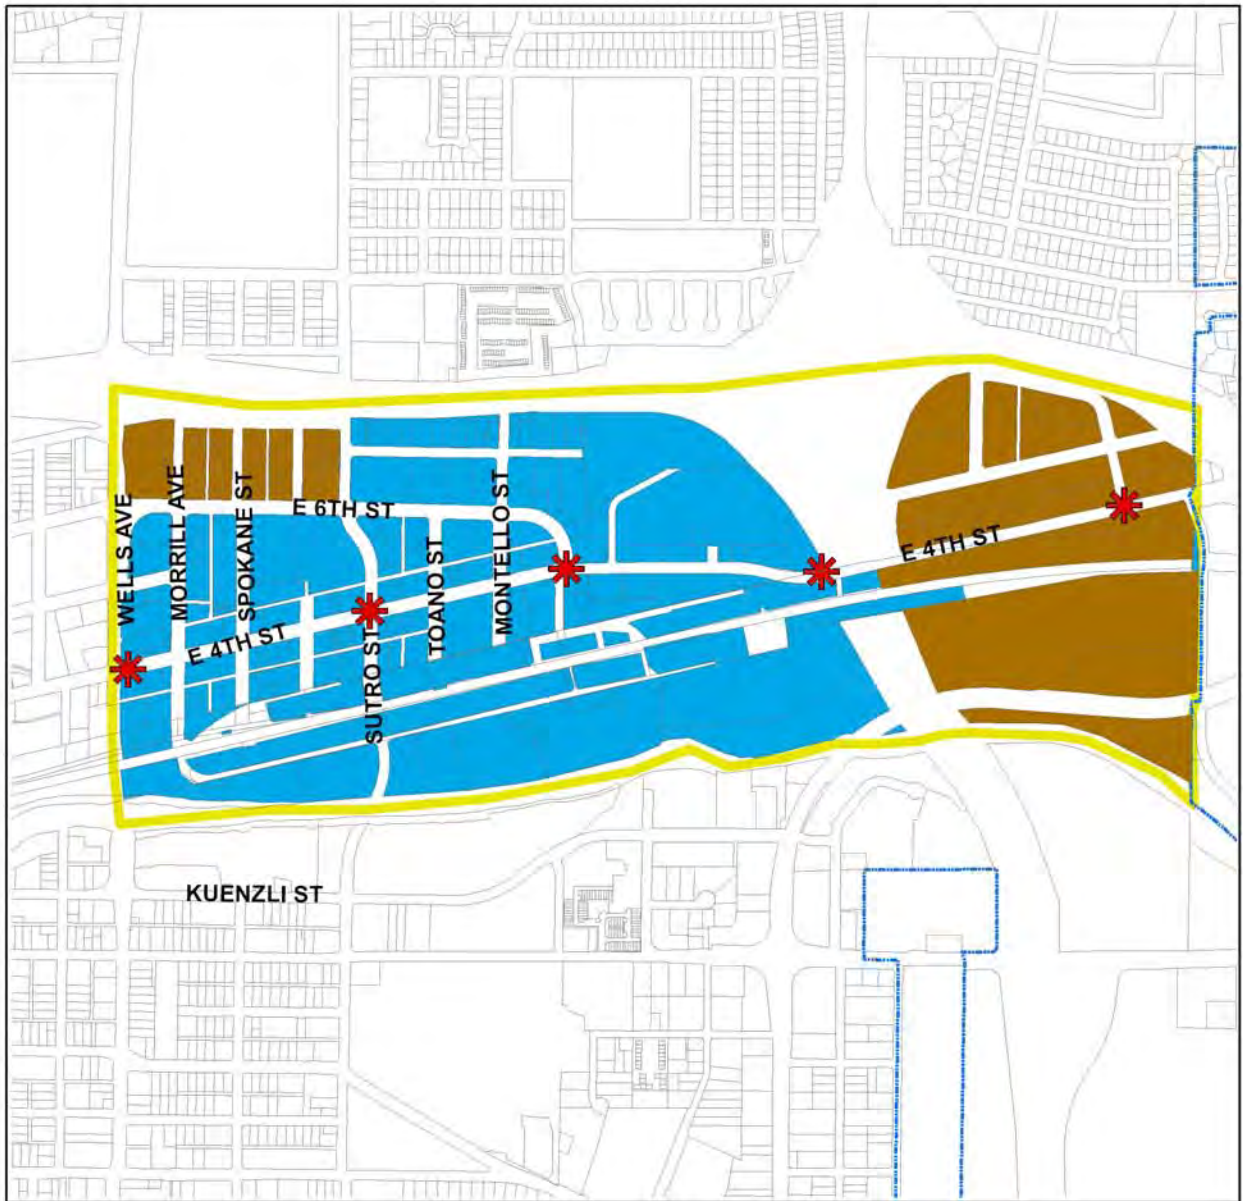 WELLS AVE
MORRILL AVE
SPOKANE ST
E 6TH ST
E 4TH ST
SUTRO ST
TOANO ST
MONTELLO ST
E 4TH ST
KUENZLI ST